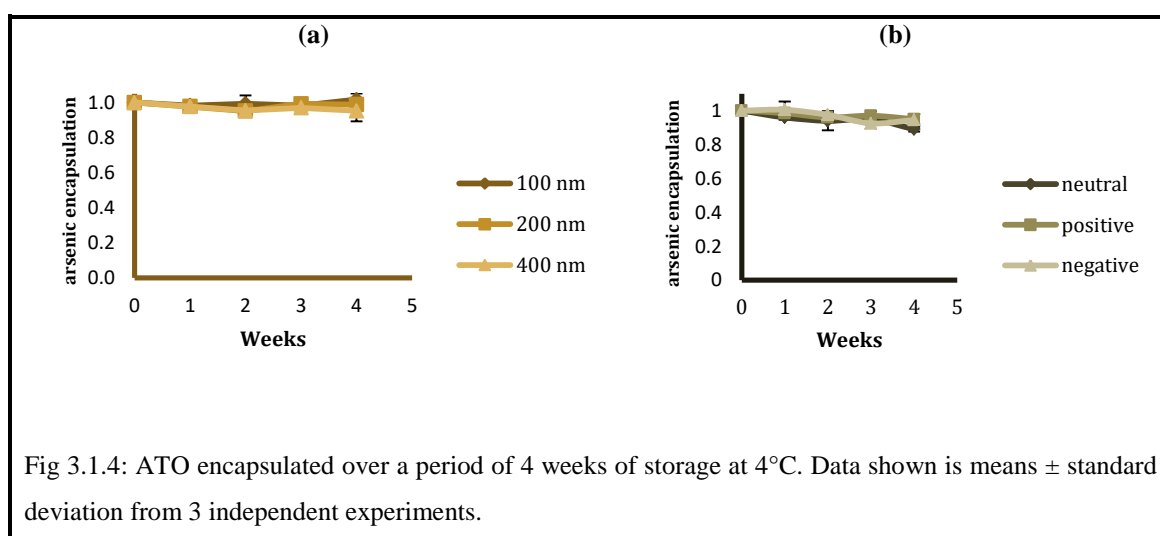 (a)
arsenic encapsulation
1.0
0.8
0.6
0.4
0.2
0.0
0 1 2 3 4 5
Weeks
100 nm
200 nm
400 nm
(b)
arsenic encapsulation
1
0.8
0.6
0.4
0.2
0
0 1 2 3 4 5
Weeks
neutral
positive
negative
Fig 3.1.4: ATO encapsulated over a period of 4 weeks of storage at 4°C. Data shown is means ± standard
deviation from 3 independent experiments.